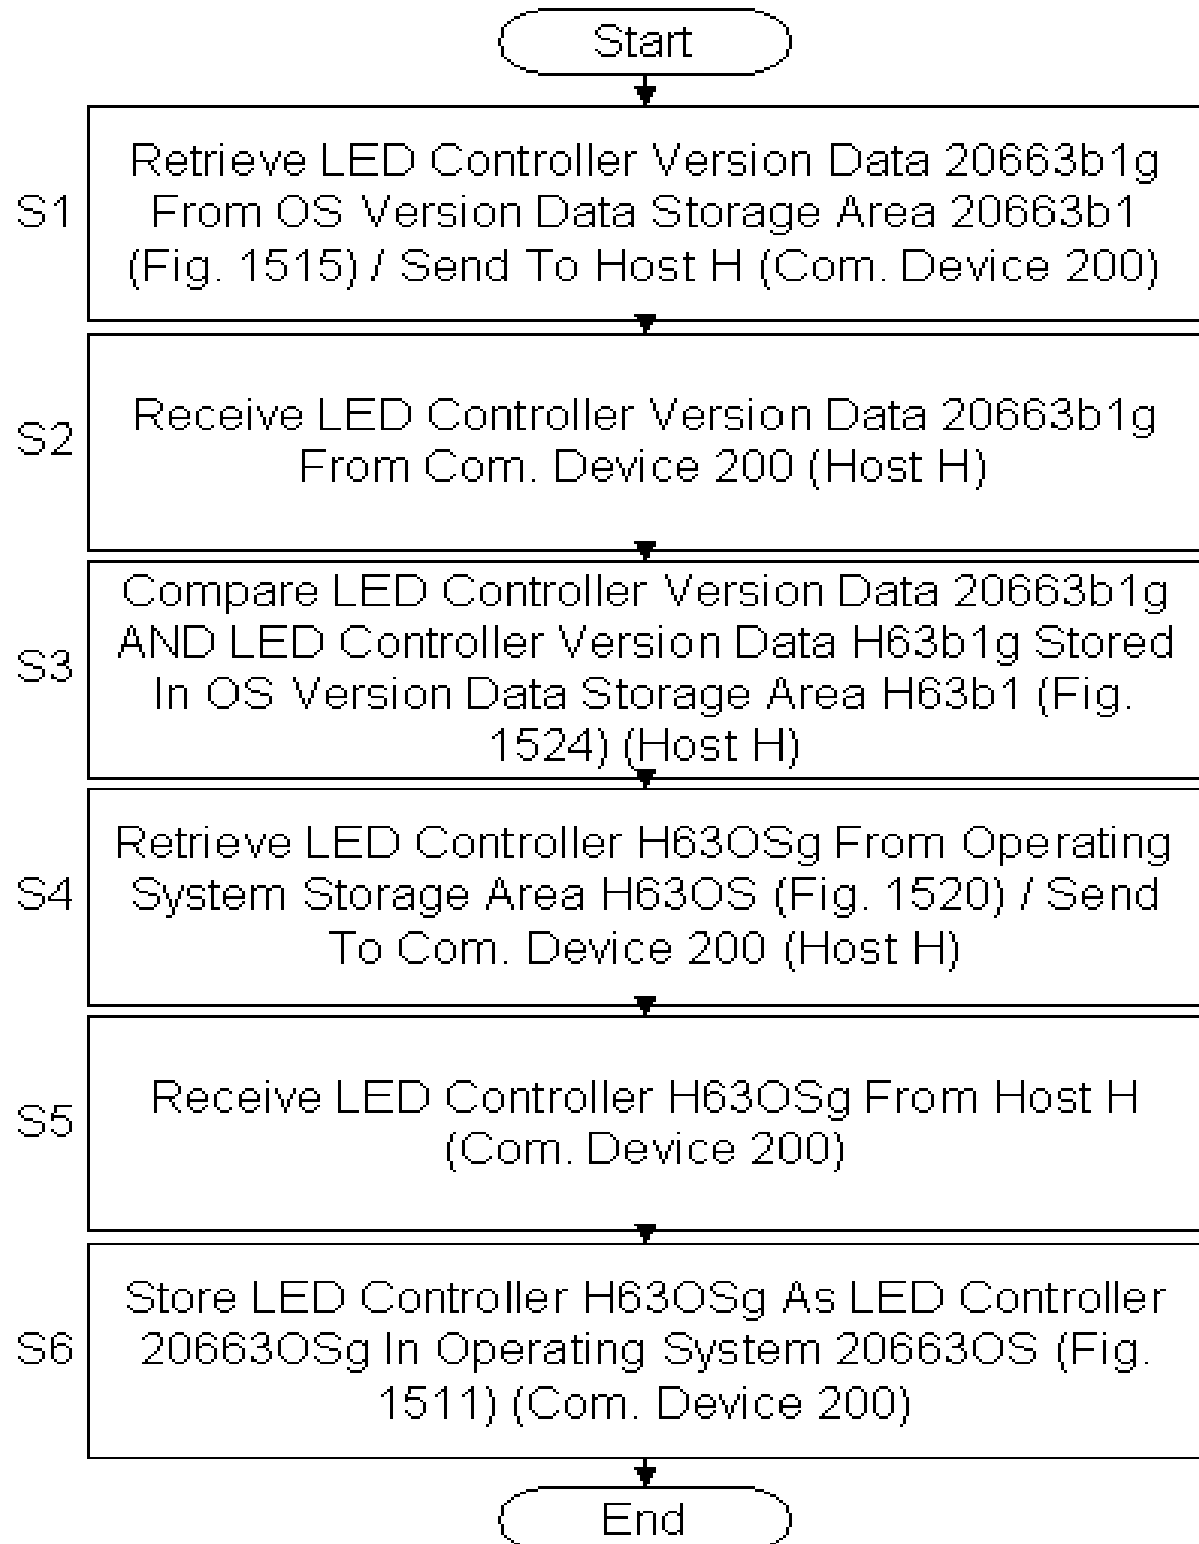 Start
S1
Retrieve LED Controller Version Data 20663b1g
From OS Version Data Storage Area 20663b1
(Fig. 1515) / Send To Host H (Com. Device 200)
S2
Receive LED Controller Version Data 20663b1g
From Com. Device 200 (Host H)
S3
Compare LED Controller Version Data 20663b1g
AND LED Controller Version Data H63b1g Stored
In OS Version Data Storage Area H63b1 (Fig.
1524) (Host H)
S4
Retrieve LED Controller H63OSg From Operating
System Storage Area H63OS (Fig. 1520) / Send
To Com. Device 200 (Host H)
S5
Receive LED Controller H63OSg From Host H
(Com. Device 200)
S6
Store LED Controller H63OSg As LED Controller
20663OSg In Operating System 20663OS (Fig.
1511) (Com. Device 200)
End